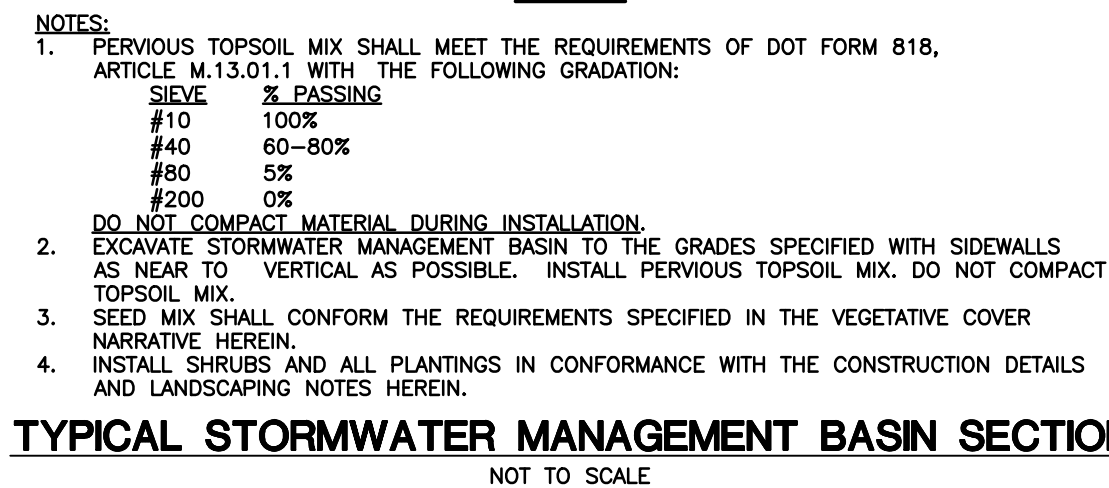 NOTES:
1. PERVIOUS TOPSOIL MIX SHALL MEET THE REQUIREMENTS OF DOT FORM 818,
ARTICLE M.13.01.1 WITH THE FOLLOWING GRADATION:
SIEVE % PASSING
#10 100%
#40 60-80%
#80 5%
#200 0%
DO NOT COMPACT MATERIAL DURING INSTALLATION.
2. EXCAVATE STORMWATER MANAGEMENT BASIN TO THE GRADES SPECIFIED WITH SIDEWALLS
AS NEAR TO VERTICAL AS POSSIBLE. INSTALL PERVIOUS TOPSOIL MIX. DO NOT COMPACT
TOPSOIL MIX.
3. SEED MIX SHALL CONFORM THE REQUIREMENTS SPECIFIED IN THE VEGETATIVE COVER
NARRATIVE HEREIN.
4. INSTALL SHRUBS AND ALL PLANTINGS IN CONFORMANCE WITH THE CONSTRUCTION DETAILS
AND LANDSCAPING NOTES HEREIN.
TYPICAL STORMWATER MANAGEMENT BASIN SECTIO
NOT TO SCALE